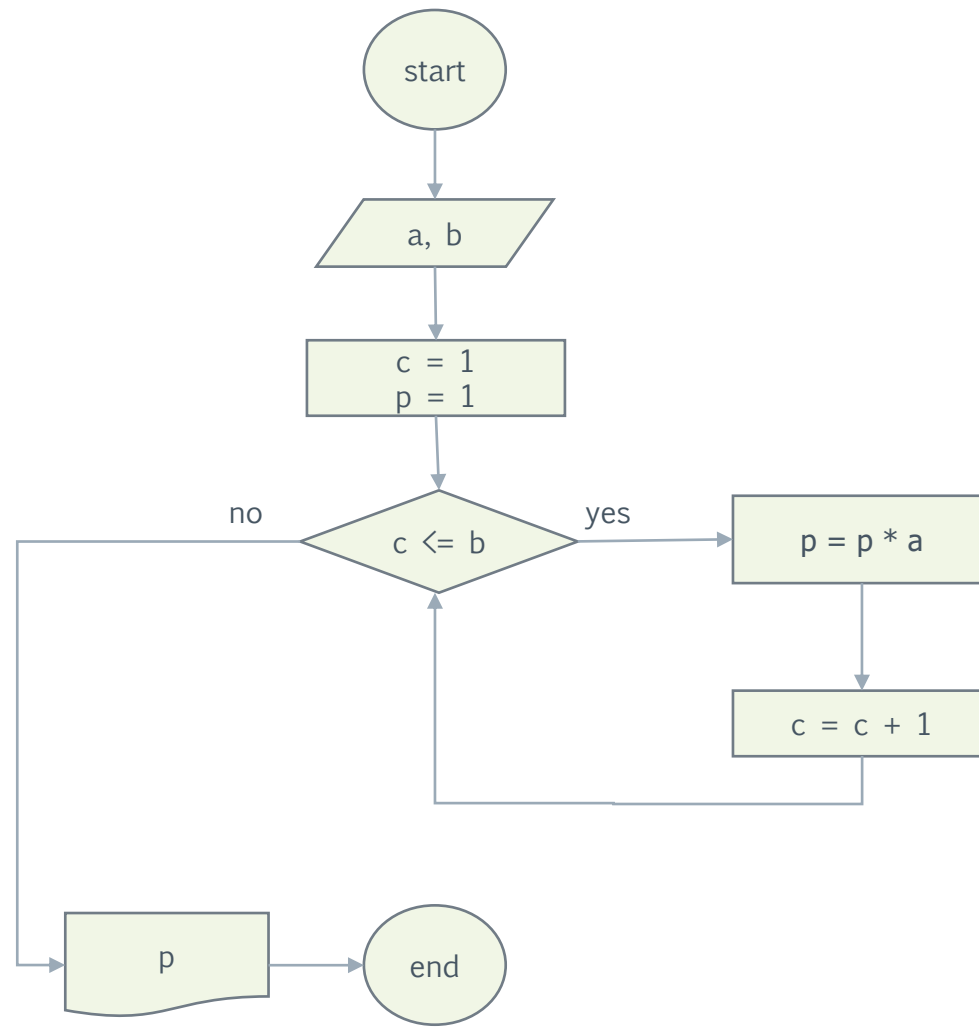 start
a, b
c = 1
p = 1
no
yes
c <= b
p = p * a
c = c + 1
p
end